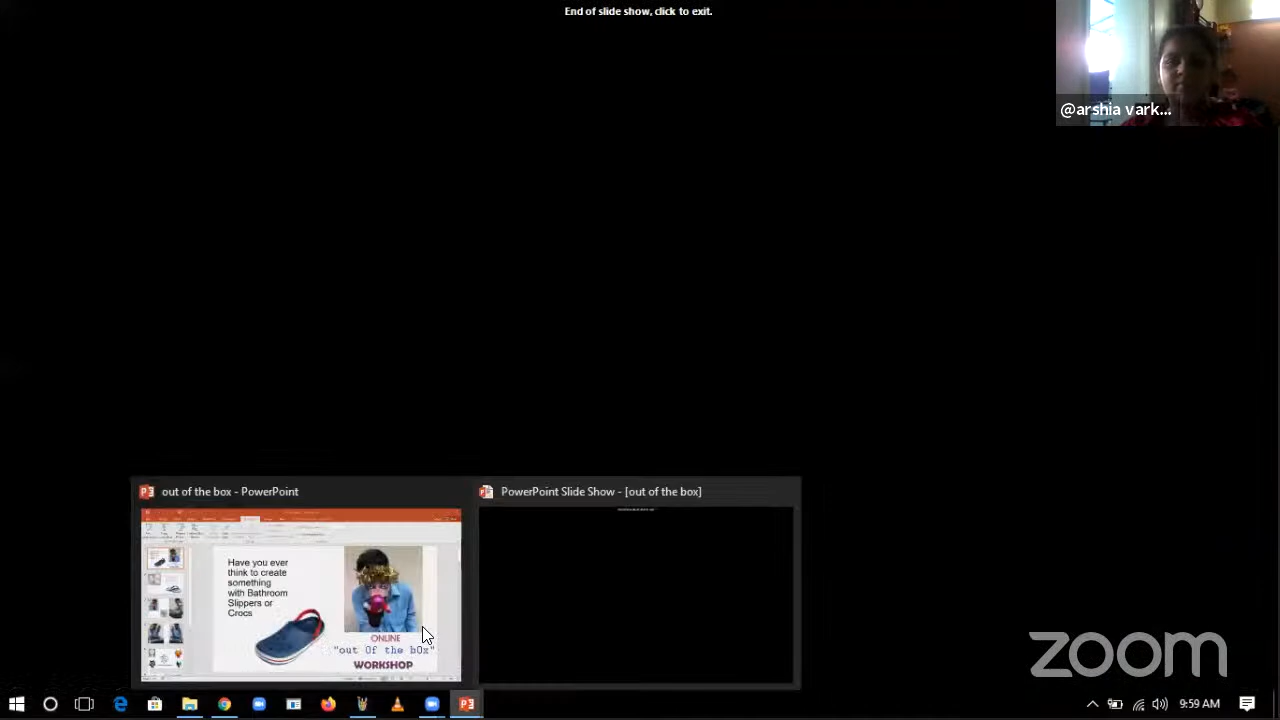 End of slide show, click to exit.
@arshia vark...
out of the box - PowerPoint
PowerPoint Slide Show - [out of the box]
Have you ever
think to create
something
with Bathroom
Slippers or
Crocs
ONLINE
"out Of the bOx"
WORKSHOP
zoom
9:59 AM